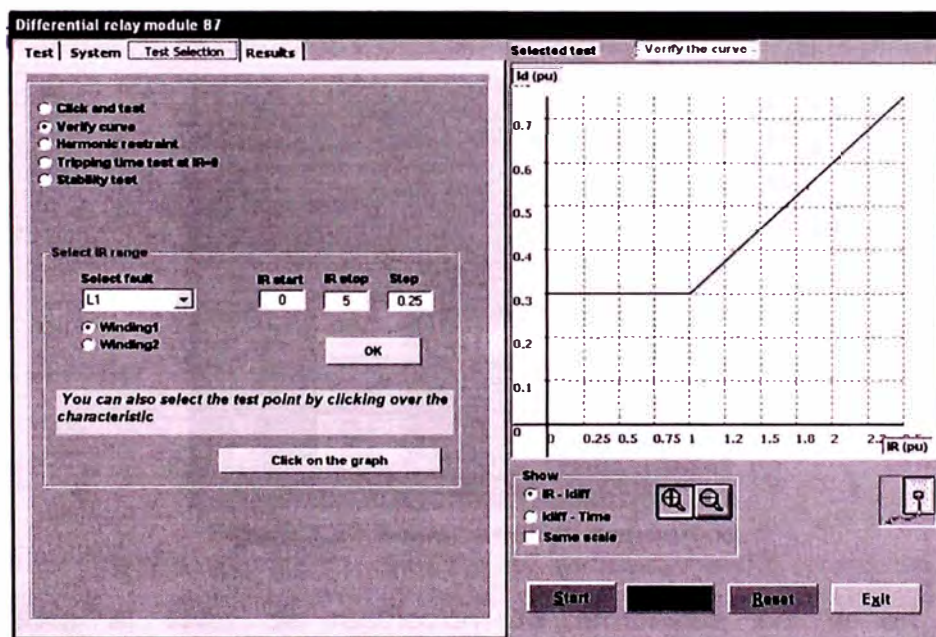 Differential relay module 87
Test System Test Selection Results
Click and test
Verify curve
Hermonic restraint
Tripping time test at IR=0
Stability test
Select IR range
Select fault IR start IR stop Step
L1 0 5 0.25
Winding1
Winding2
OK
You can also select the test point by clicking over the
characteristic
Click on the graph
Selected test Verify the curve -
Id (pu)
0.7
0.6
0.5
0.4
0.3
0.2
0.1
0
0 0.25 0.5 0.75 1 1.2 1.5 1.8 2
IR (pu)
Show
IR - Idiff
Idiff - Time
Same scale
Start Reset Exit